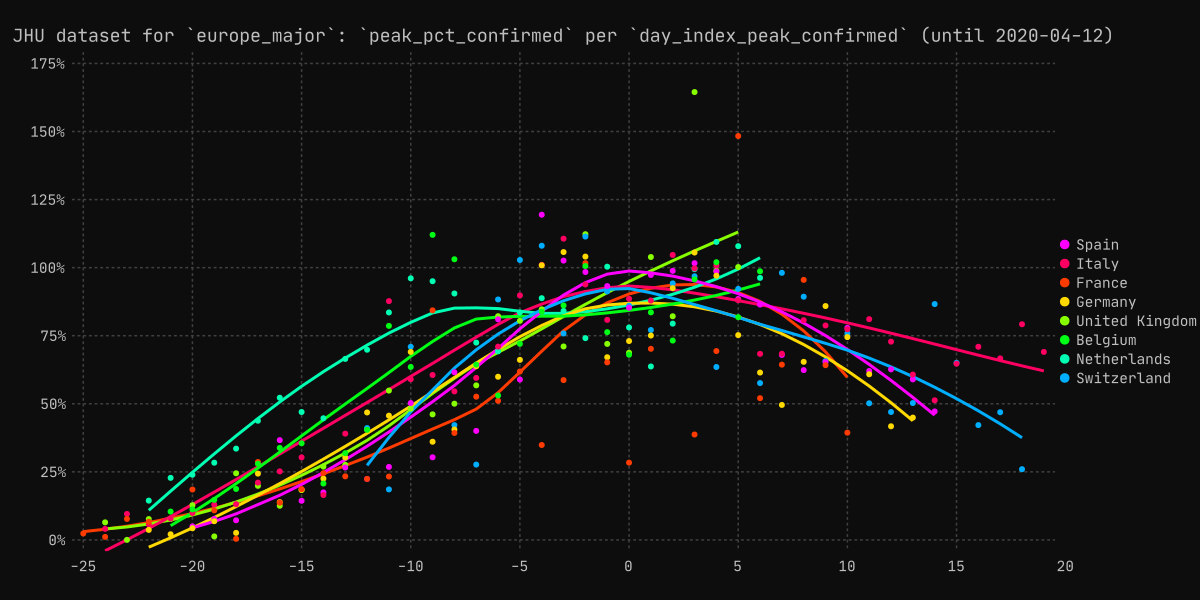 JHU dataset for `europe_major`: `peak_pct_confirmed` per `day_index_peak_confirmed` (until 2020-04-12)
175%
150%
125%
100%
75%
50%
25%
0%
-25 -20 -15 -10 -5 0 5 10 15 20
Spain
Italy
France
Germany
United Kingdom
Belgium
Netherlands
Switzerland